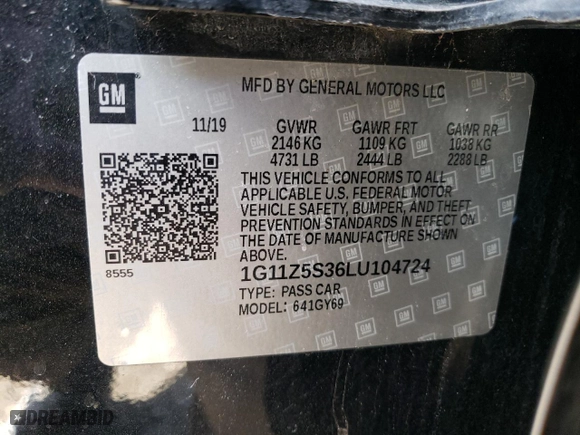 GM
MFD BY GENERAL MOTORS LLC
11/19 GVWR GAWR FRT GAWR RR
2146 KG 1109 KG 1038 KG
4731 LB 2444 LB 2288 LB
THIS VEHICLE CONFORMS TO ALL
APPLICABLE U.S. FEDERAL MOTOR
VEHICLE SAFETY, BUMPER, AND THEFT
PREVENTION STANDARDS IN EFFECT ON
THE DATE OF MANUFACTURE SHOWN
ABOVE.
8555
1G11Z5S36LU104724
TYPE: PASS CAR
MODEL: 641GY69
DREAMBID